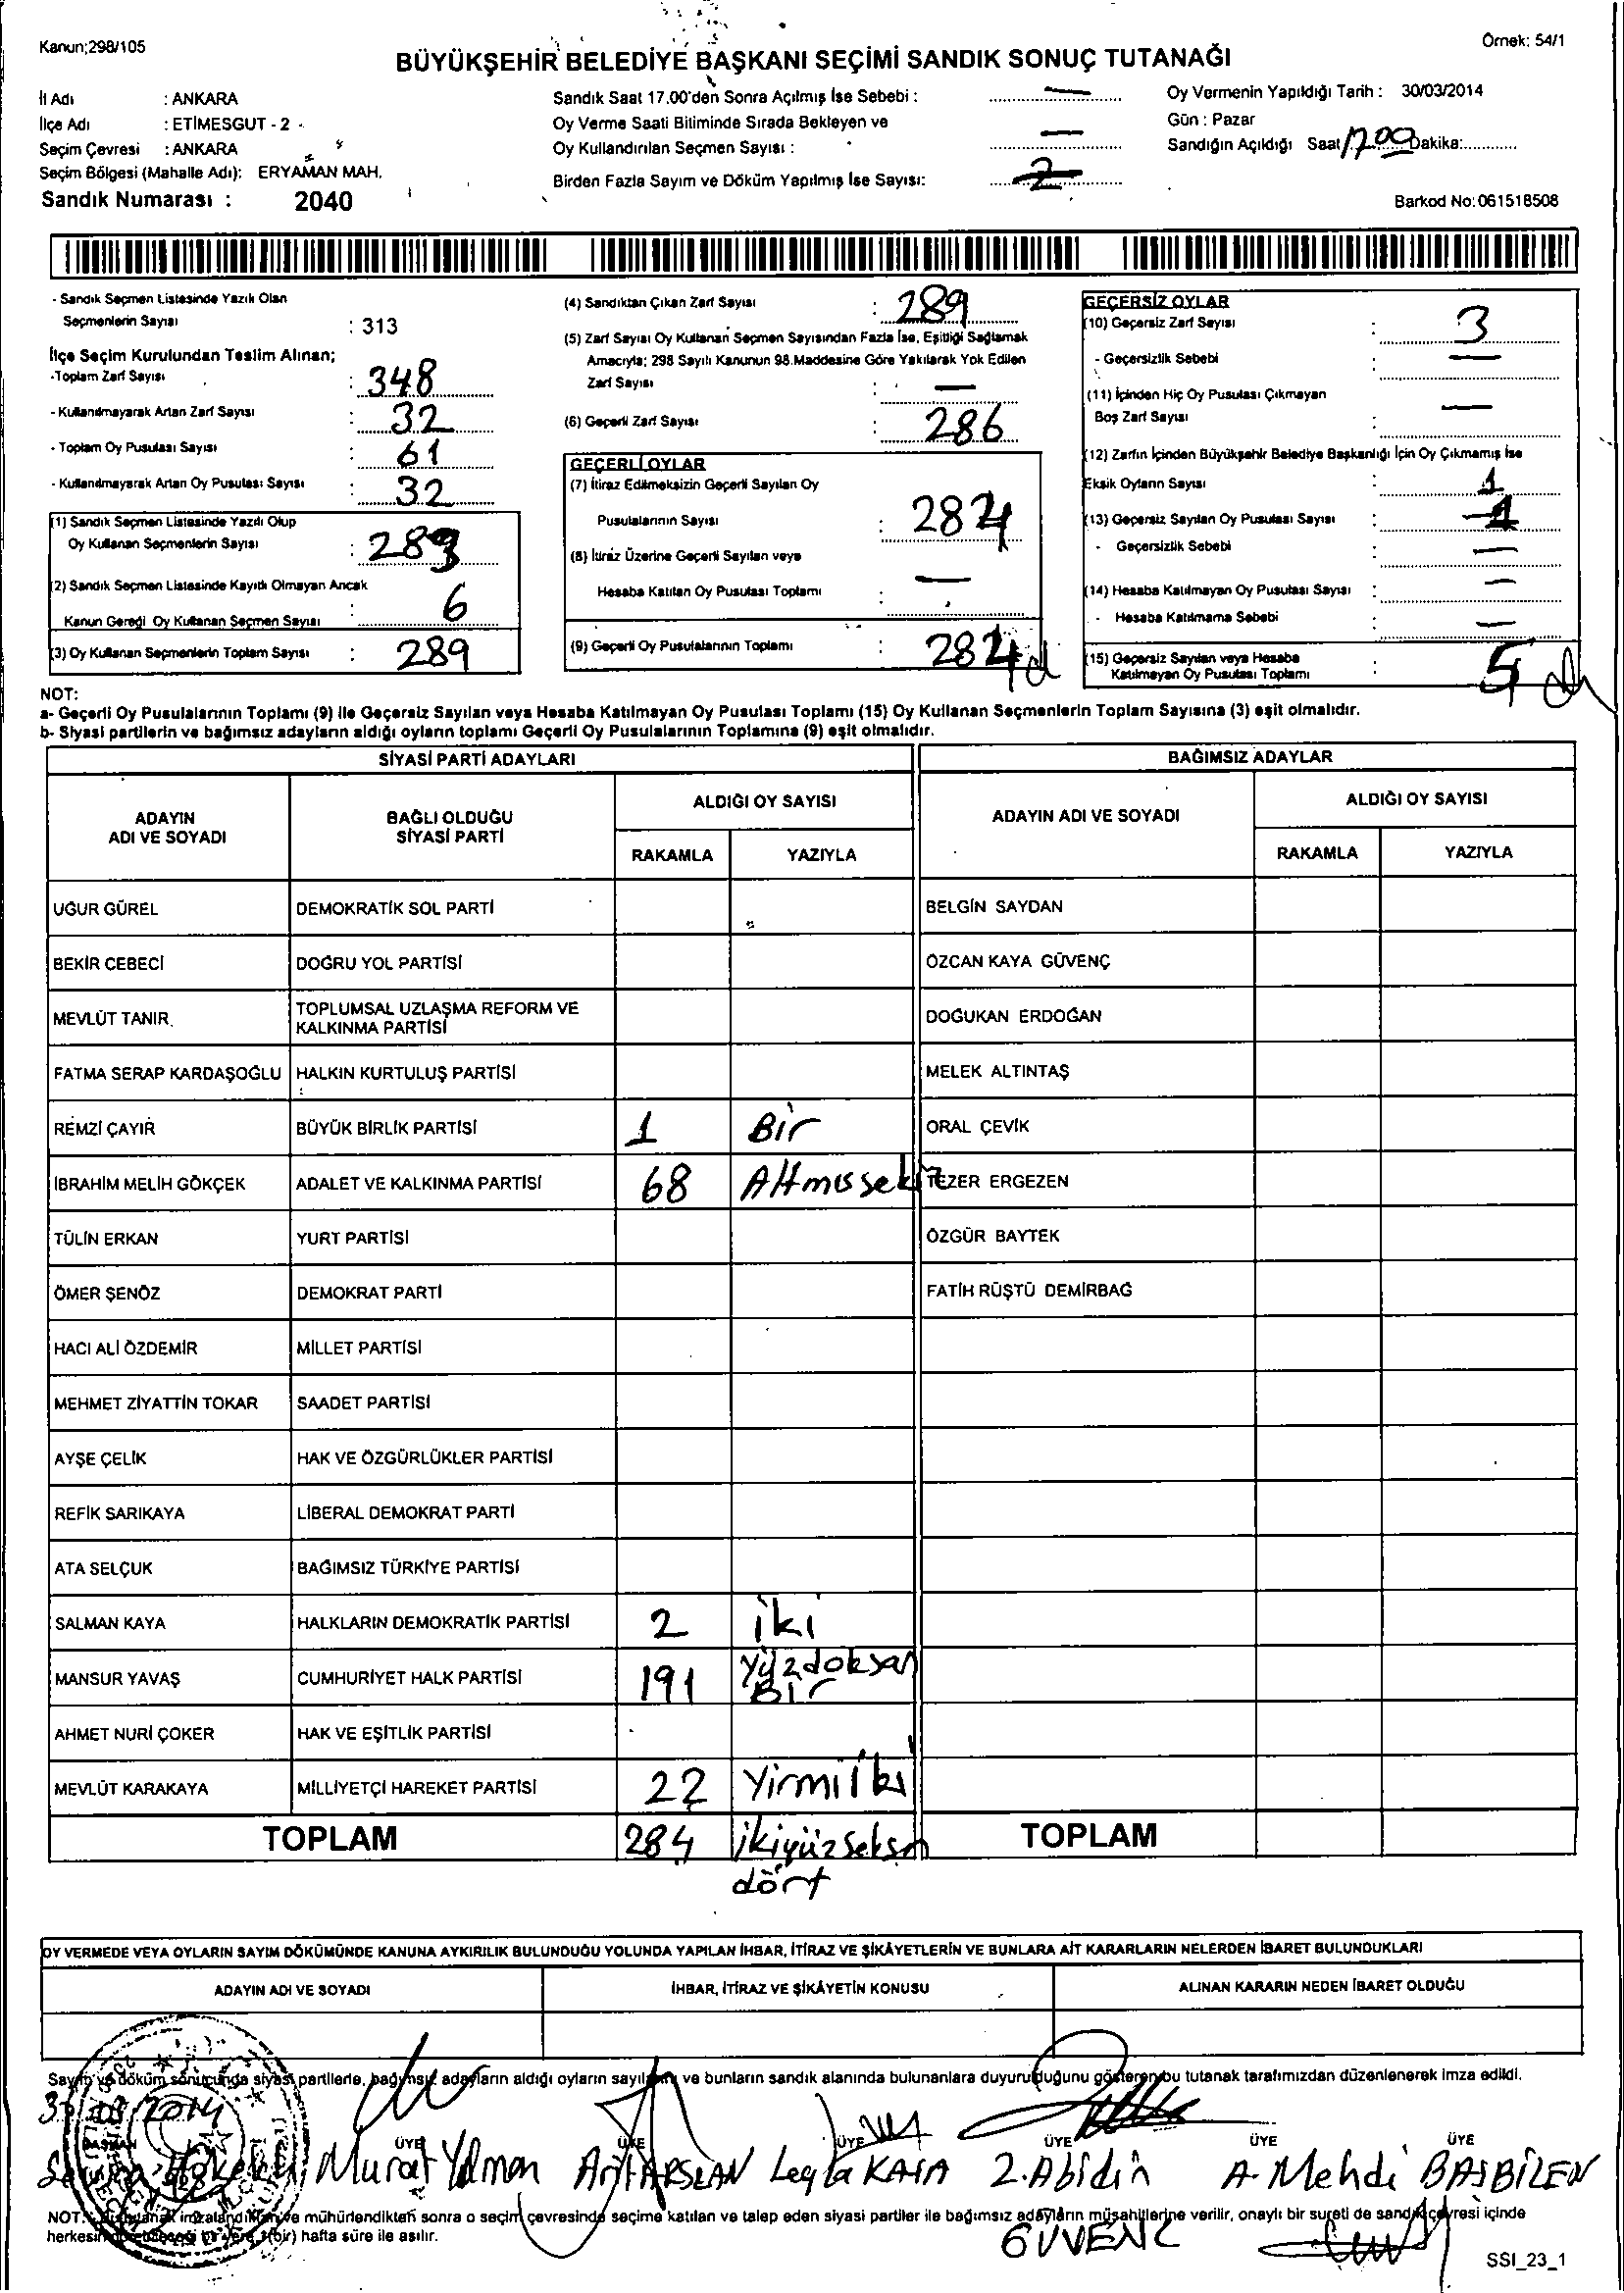 Kanun;298/105
Örnek: 54/1
BÜYÜKŞEHİR BELEDİYE BAŞKANI SEÇİMİ SANDIK SONUÇ TUTANAĞI
İl Adı : ANKARA
İlçe Adı : ETİMESGUT - 2
Seçim Çevresi : ANKARA
Seçim Bölgesi (Mahalle Adı): ERYAMAN MAH.
Sandık Numarası : 2040
Sandık Saat 17.00'den Sonra Açılmış İse Sebebi : —
Oy Verme Saati Bitiminde Sırada Bekleyen ve
Oy Kullandırılan Seçmen Sayısı : —
Birden Fazla Sayım ve Döküm Yapılmış İse Sayısı: 2
Oy Vermenin Yapıldığı Tarih : 30/03/2014
Gün : Pazar
Sandığın Açıldığı Saat 17.00 Dakika:
Barkod No:061518508
- Sandık Seçmen Listesinde Yazılı Olan
Seçmenlerin Sayısı : 313
İlçe Seçim Kurulundan Teslim Alınan;
-Toplam Zarf Sayısı : 348
- Kullanılmayarak Artan Zarf Sayısı : 32
- Toplam Oy Pusulası Sayısı : 61
- Kullanılmayarak Artan Oy Pusulası Sayısı : 32
(1) Sandık Seçmen Listesinde Yazılı Olup
Oy Kullanan Seçmenlerin Sayısı : 283
(2) Sandık Seçmen Listesinde Kayıtlı Olmayan Ancak
Kanun Gereği Oy Kullanan Seçmen Sayısı : 6
(3) Oy Kullanan Seçmenlerin Toplam Sayısı : 289
(4) Sandıktan Çıkan Zarf Sayısı : 289
(5) Zarf Sayısı Oy Kullanan Seçmen Sayısından Fazla İse, Eşitliği Sağlamak
Amacıyla; 298 Sayılı Kanunun 98.Maddesine Göre Yakılarak Yok Edilen
Zarf Sayısı : —
(6) Geçerli Zarf Sayısı : 286
GEÇERLİ OYLAR
(7) İtiraz Edilmeksizin Geçerli Sayılan Oy
Pusulalarının Sayısı : 284
(8) İtiraz Üzerine Geçerli Sayılan veya
Hesaba Katılan Oy Pusulası Toplamı : —
(9) Geçerli Oy Pusulalarının Toplamı : 284
GEÇERSİZ OYLAR
(10) Geçersiz Zarf Sayısı : 3
- Geçersizlik Sebebi : —
(11) İçinden Hiç Oy Pusulası Çıkmayan
Boş Zarf Sayısı : —
(12) Zarfın İçinden Büyükşehir Belediye Başkanlığı İçin Oy Çıkmamış İse
Eksik Oyların Sayısı : 1
(13) Geçersiz Sayılan Oy Pusulası Sayısı : 1
- Geçersizlik Sebebi : —
(14) Hesaba Katılmayan Oy Pusulası Sayısı : —
- Hesaba Katılmama Sebebi : —
(15) Geçersiz Sayılan veya Hesaba
Katılmayan Oy Pusulası Toplamı : 5
NOT:
a- Geçerli Oy Pusulalarının Toplamı (9) ile Geçersiz Sayılan veya Hesaba Katılmayan Oy Pusulası Toplamı (15) Oy Kullanan Seçmenlerin Toplam Sayısına (3) eşit olmalıdır.
b- Siyasi partilerin ve bağımsız adayların aldığı oyların toplamı Geçerli Oy Pusulalarının Toplamına (9) eşit olmalıdır.
SİYASİ PARTİ ADAYLARI BAĞIMSIZ ADAYLAR
ADAYIN ADI VE SOYADI BAĞLI OLDUĞU SİYASİ PARTİ ALDIĞI OY SAYISI ADAYIN ADI VE SOYADI ALDIĞI OY SAYISI
RAKAMLA YAZIYLA RAKAMLA YAZIYLA
UĞUR GÜREL DEMOKRATİK SOL PARTİ BELGİN SAYDAN
BEKİR CEBECİ DOĞRU YOL PARTİSİ ÖZCAN KAYA GÜVENÇ
MEVLÜT TANIR TOPLUMSAL UZLAŞMA REFORM VE KALKINMA PARTİSİ DOĞUKAN ERDOĞAN
FATMA SERAP KARDAŞOĞLU HALKIN KURTULUŞ PARTİSİ MELEK ALTINTAŞ
REMZİ ÇAYIR BÜYÜK BİRLİK PARTİSİ 1 Bir ORAL ÇEVİK
İBRAHİM MELİH GÖKÇEK ADALET VE KALKINMA PARTİSİ 68 Altmıssekiz TEZER ERGEZEN
TÜLİN ERKAN YURT PARTİSİ ÖZGÜR BAYTEK
ÖMER ŞENÖZ DEMOKRAT PARTİ FATİH RÜŞTÜ DEMİRBAĞ
HACI ALİ ÖZDEMİR MİLLET PARTİSİ
MEHMET ZİYATTİN TOKAR SAADET PARTİSİ
AYŞE ÇELİK HAK VE ÖZGÜRLÜKLER PARTİSİ
REFİK SARIKAYA LİBERAL DEMOKRAT PARTİ
ATA SELÇUK BAĞIMSIZ TÜRKİYE PARTİSİ
SALMAN KAYA HALKLARIN DEMOKRATİK PARTİSİ 2 iki
MANSUR YAVAŞ CUMHURİYET HALK PARTİSİ 191 Yüzdoksan Bir
AHMET NURİ ÇOKER HAK VE EŞİTLİK PARTİSİ
MEVLÜT KARAKAYA MİLLİYETÇİ HAREKET PARTİSİ 22 Yirmi iki
TOPLAM 284 ikiyüzseksen dört TOPLAM
OY VERMEDE VEYA OYLARIN SAYIM DÖKÜMÜNDE KANUNA AYKIRILIK BULUNDUĞU YOLUNDA YAPILAN İHBAR, İTİRAZ VE ŞİKÂYETLERİN VE BUNLARA AİT KARARLARIN NELERDEN İBARET BULUNDUKLARI
ADAYIN ADI VE SOYADI İHBAR, İTİRAZ VE ŞİKÂYETİN KONUSU ALINAN KARARIN NEDEN İBARET OLDUĞU
Sayım ve döküm sonucunda siyasi partilerle, bağımsız adayların aldığı oyların sayılarını ve bunların sandık alanında bulunanlara duyurulduğunu gösteren bu tutanak tarafımızdan düzenlenerek imza edildi.
BAŞKAN ÜYE ÜYE ÜYE ÜYE ÜYE ÜYE
Murat Yılman Arif ARSLAN Leyla KAYA Z.Abidin A. Mehdi BAŞBİLEN
GÜVENÇ
NOT: imzalandıktan ve mühürlendikten sonra o seçim çevresinde seçime katılan ve talep eden siyasi partiler ile bağımsız adayların müşahitlerine verilir, onaylı bir sureti de sandık çevresi içinde
(bir) hafta süre ile asılır.
SSI_23_1